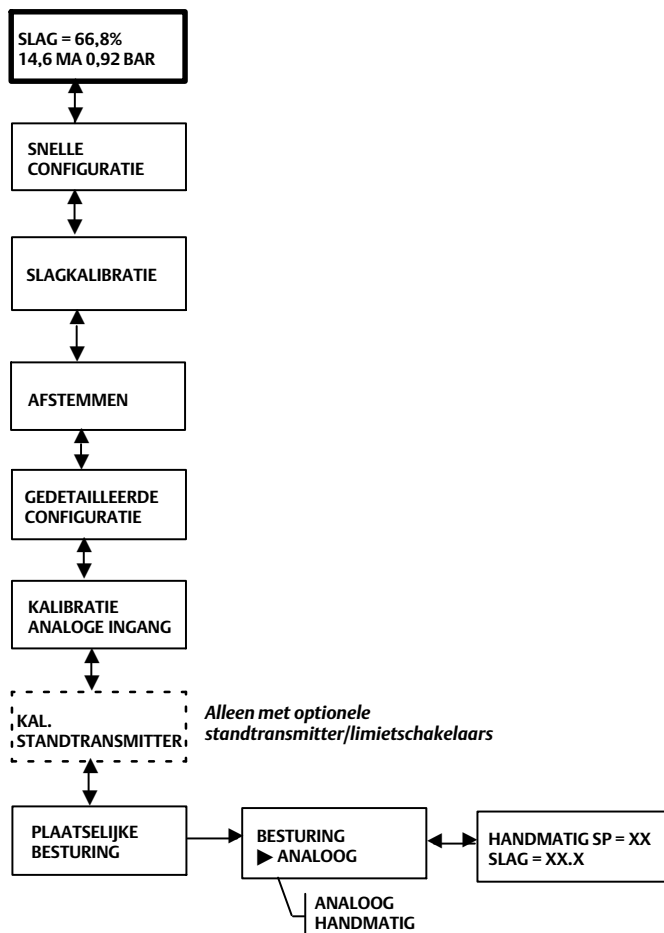 SLAG = 66,8%
14,6 MA 0,92 BAR
SNELLE
CONFIGURATIE
SLAGKALIBRATIE
AFSTEMMEN
GEDETAILLEERDE
CONFIGURATIE
KALIBRATIE
ANALOGE INGANG
KAL.
STANDTRANSMITTER
Alleen met optionele
standtransmitter/limietschakelaars
PLAATSELIJKE
BESTURING
BESTURING
▶ ANALOOG
HANDMATIG SP = XX
SLAG = XX.X
ANALOOG
HANDMATIG